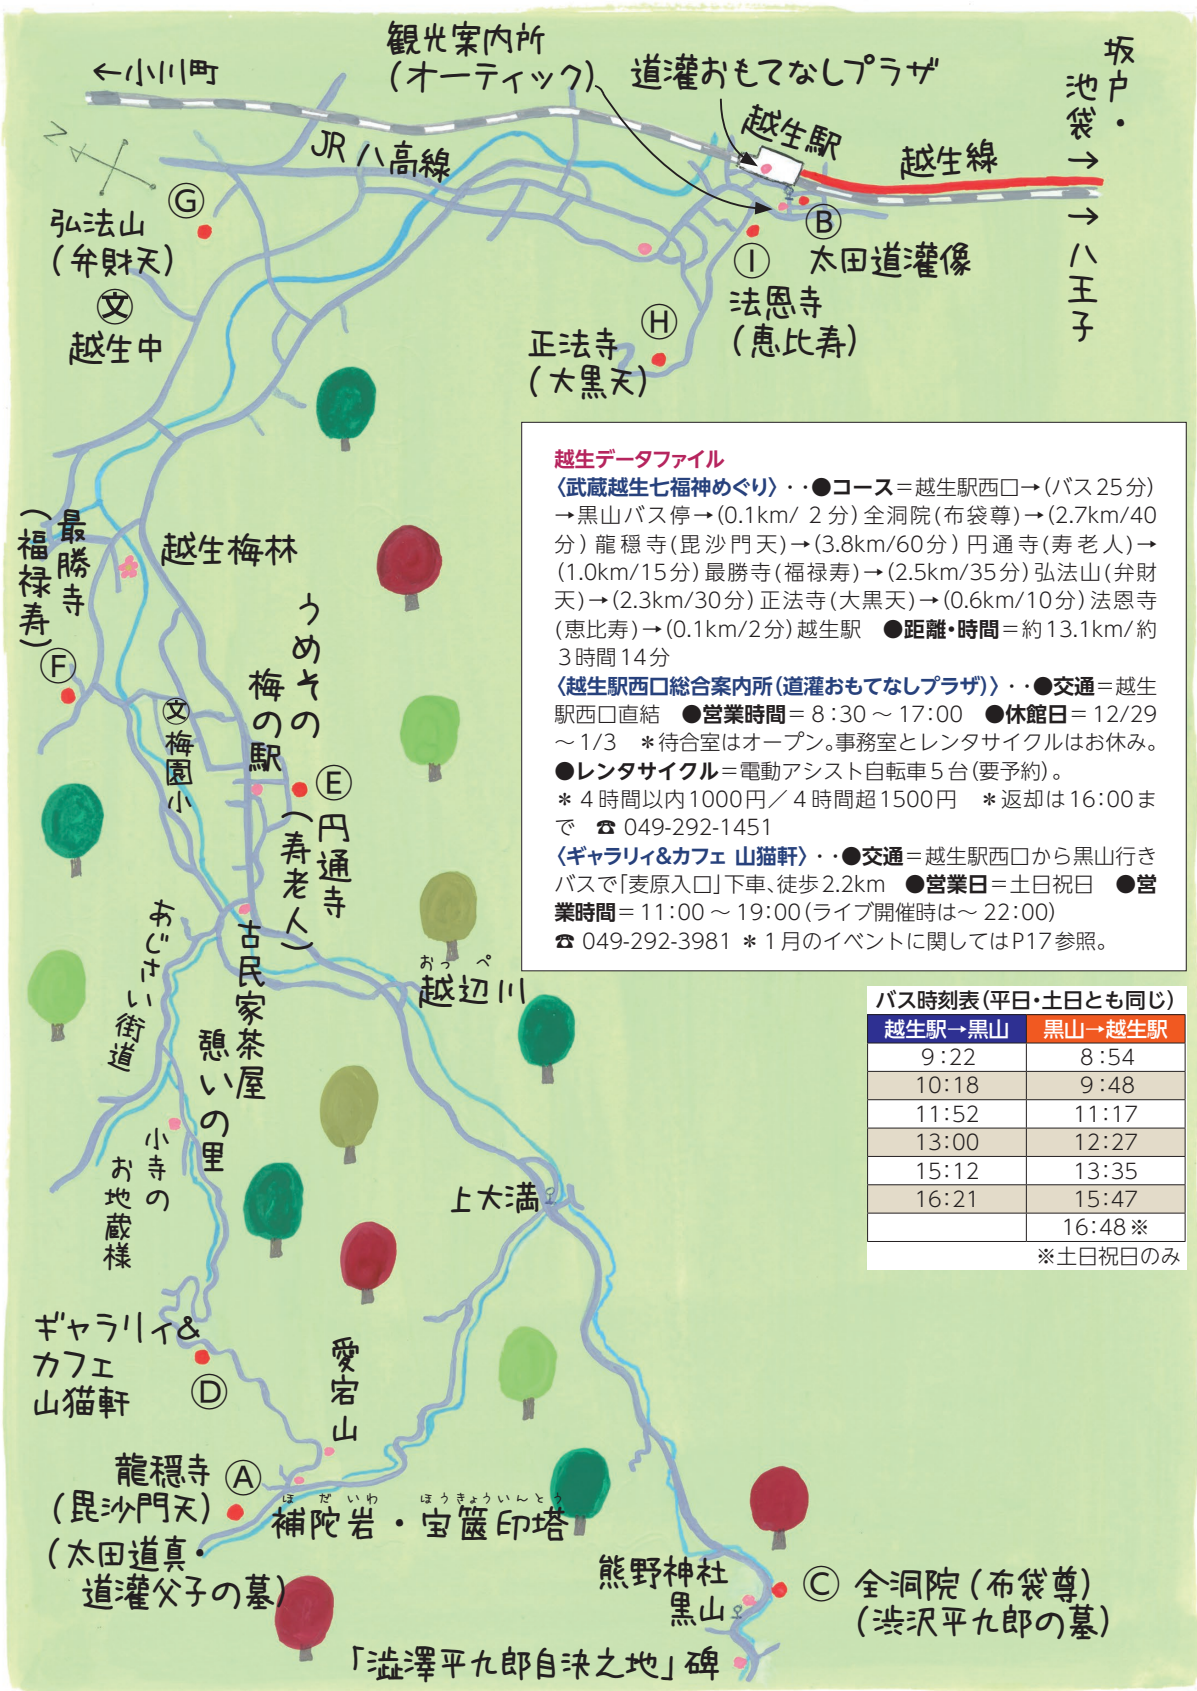 観光案内所
(オーティック)
道灌おもてなしプラザ
坂戸・
池袋→
→八王子
←小川町
越生駅
JR八高線
越生線
N
G
弘法山
(弁財天)
文
越生中
B
太田道灌像
I
法恩寺
(恵比寿)
H
正法寺
(大黒天)
越生データファイル
〈武蔵越生七福神めぐり〉・・●コース＝越生駅西口→(バス25分)
→黒山バス停→(0.1km/ 2分)全洞院(布袋尊)→(2.7km/40
分)龍穏寺(毘沙門天)→(3.8km/60分)円通寺(寿老人)→
(1.0km/15分)最勝寺(福禄寿)→(2.5km/35分)弘法山(弁財
天)→(2.3km/30分)正法寺(大黒天)→(0.6km/10分)法恩寺
(恵比寿)→(0.1km/2分)越生駅　●距離・時間＝約13.1km/約
3時間14分
〈越生駅西口総合案内所(道灌おもてなしプラザ)〉・・●交通＝越生
駅西口直結　●営業時間＝8:30～17:00　●休館日＝12/29
～1/3　＊待合室はオープン。事務室とレンタサイクルはお休み。
●レンタサイクル＝電動アシスト自転車5台(要予約)。
＊4時間以内1000円／4時間超1500円　＊返却は16:00ま
で　☎ 049-292-1451
〈ギャラリィ&カフェ 山猫軒〉・・●交通＝越生駅西口から黒山行き
バスで「麦原入口」下車、徒歩2.2km　●営業日＝土日祝日　●営
業時間＝11:00～19:00(ライブ開催時は～22:00)
☎ 049-292-3981 ＊1月のイベントに関してはP17参照。
最勝寺
(福禄寿)
F
越生梅林
うめその
梅の駅
文
梅園小
E
円通寺
(寿老人)
あじさい街道
古民家茶屋
憩いの里
おっぺ
越辺川
小寺の
お地蔵様
バス時刻表(平日・土日とも同じ)
越生駅→黒山　黒山→越生駅
9:22　8:54
10:18　9:48
11:52　11:17
13:00　12:27
15:12　13:35
16:21　15:47
16:48※
※土日祝日のみ
上大満
ギャラリィ&
カフェ
山猫軒
D
愛宕山
龍穏寺
(毘沙門天)
A
(太田道真・
道灌父子の墓)
ほだいわ　ほうきょういんとう
補陀岩・宝篋印塔
熊野神社
黒山
C
全洞院(布袋尊)
(渋沢平九郎の墓)
「澁澤平九郎自決之地」碑